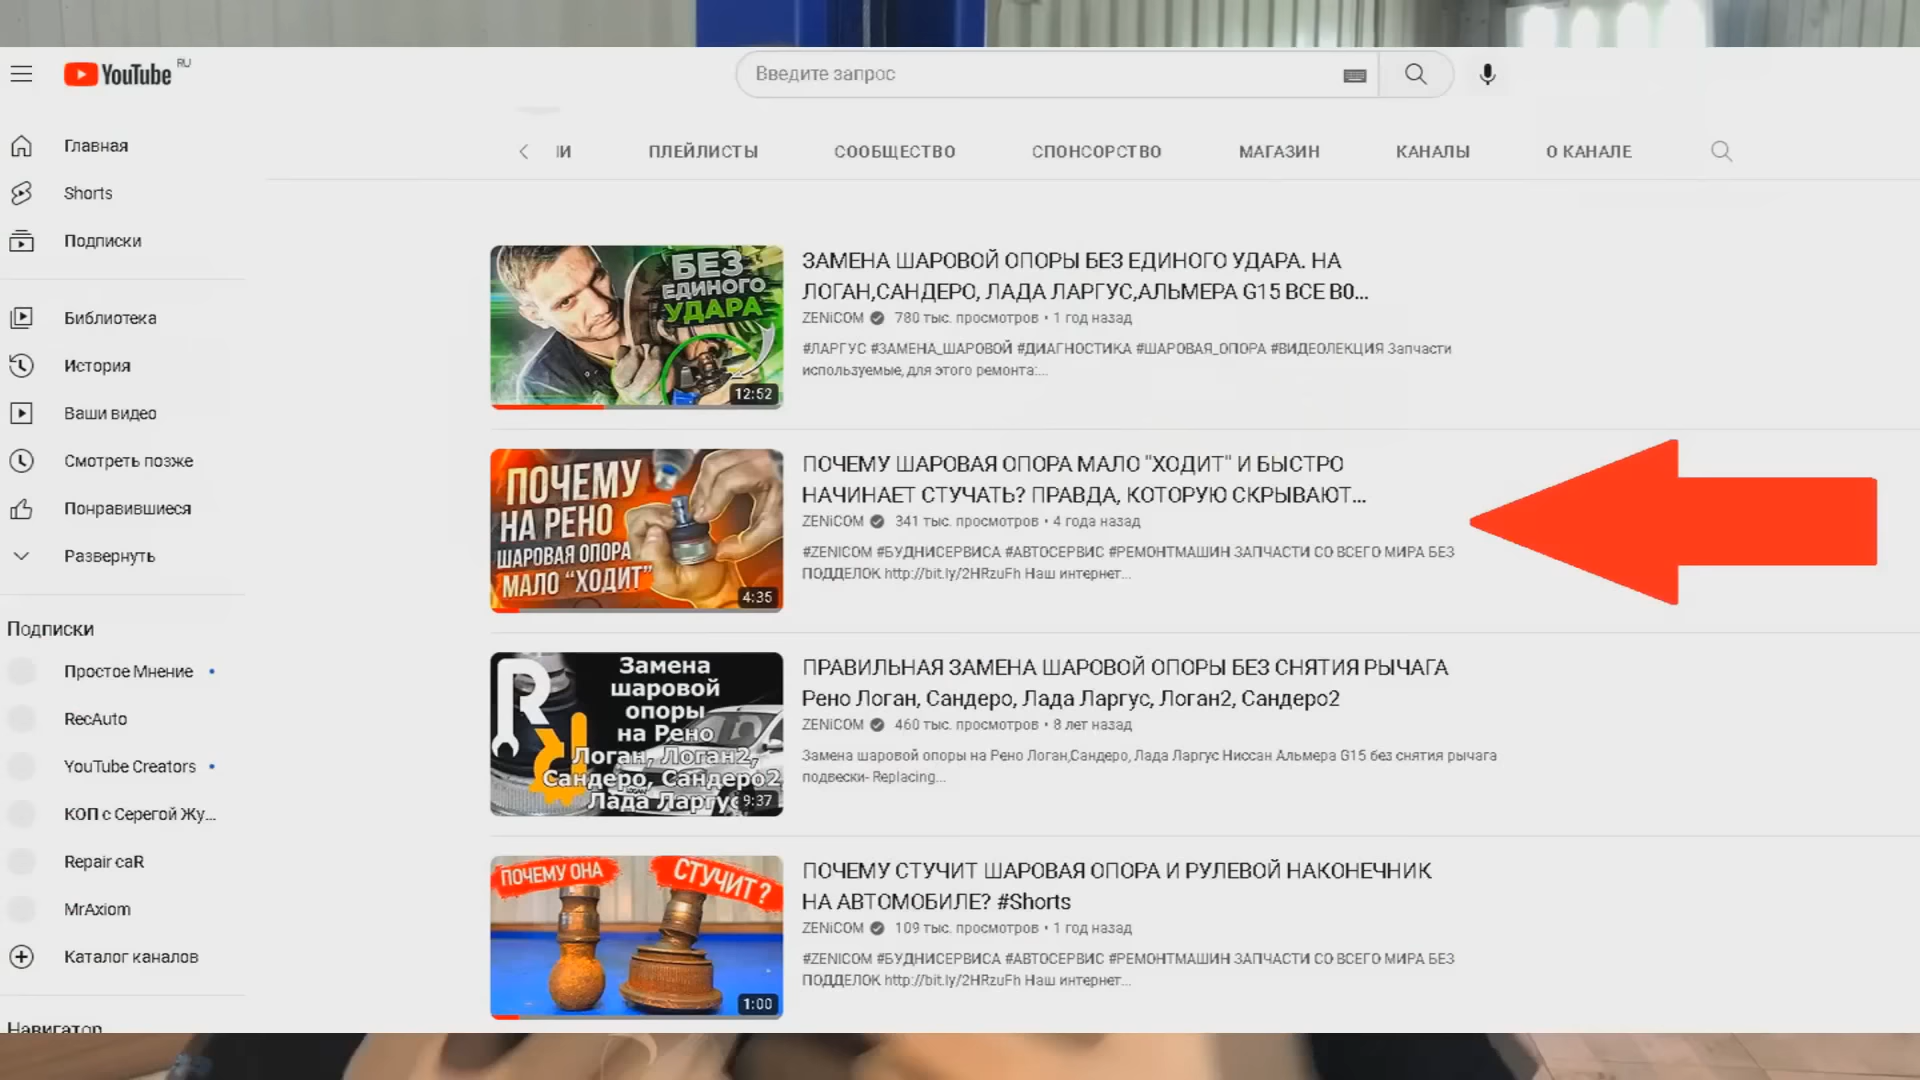 YouTube RU
Введите запрос
ИИ
ПЛЕЙЛИСТЫ
СООБЩЕСТВО
СПОНСОРСТВО
МАГАЗИН
КАНАЛЫ
О КАНАЛЕ
Главная
Shorts
Подписки
Библиотека
История
Ваши видео
Смотреть позже
Понравившиеся
Развернуть
Подписки
Простое Мнение
RecAuto
YouTube Creators
КОП с Серегой Жу...
Repair caR
MrAxiom
Каталог каналов
Навигатор
БЕЗ
ЕДИНОГО
УДАРА
12:52
ЗАМЕНА ШАРОВОЙ ОПОРЫ БЕЗ ЕДИНОГО УДАРА. НА
ЛОГАН,САНДЕРО, ЛАДА ЛАРГУС,АЛЬМЕРА G15 ВСЕ ВО...
ZENiCOM 780 тыс. просмотров • 1 год назад
#ЛАРГУС #ЗАМЕНА_ШАРОВОЙ #ДИАГНОСТИКА #ШАРОВАЯ_ОПОРА #ВИДЕОЛЕКЦИЯ Запчасти
используемые, для этого ремонта:...
ПОЧЕМУ
НА РЕНО
ШАРОВАЯ ОПОРА
МАЛО "ХОДИТ"
4:35
ПОЧЕМУ ШАРОВАЯ ОПОРА МАЛО "ХОДИТ" И БЫСТРО
НАЧИНАЕТ СТУЧАТЬ? ПРАВДА, КОТОРУЮ СКРЫВАЮТ...
ZENiCOM 341 тыс. просмотров • 4 года назад
#ZENICOM #БУДНИСЕРВИСА #АВТОСЕРВИС #РЕМОНТМАШИН ЗАПЧАСТИ СО ВСЕГО МИРА БЕЗ
ПОДДЕЛОК http://bit.ly/2HRzuFh Наш интернет...
Замена
шаровой
опоры
на Рено
Логан, Логан2,
Сандеро, Сандеро2
Лада Ларгус
9:37
ПРАВИЛЬНАЯ ЗАМЕНА ШАРОВОЙ ОПОРЫ БЕЗ СНЯТИЯ РЫЧАГА
Рено Логан, Сандеро, Лада Ларгус, Логан2, Сандеро2
ZENiCOM 460 тыс. просмотров • 8 лет назад
Замена шаровой опоры на Рено Логан,Сандеро, Лада Ларгус Ниссан Альмера G15 без снятия рычага
подвески- Replacing...
ПОЧЕМУ ОНА
СТУЧИТ?
1:00
ПОЧЕМУ СТУЧИТ ШАРОВАЯ ОПОРА И РУЛЕВОЙ НАКОНЕЧНИК
НА АВТОМОБИЛЕ? #Shorts
ZENiCOM 109 тыс. просмотров • 1 год назад
#ZENICOM #БУДНИСЕРВИСА #АВТОСЕРВИС #РЕМОНТМАШИН ЗАПЧАСТИ СО ВСЕГО МИРА БЕЗ
ПОДДЕЛОК http://bit.ly/2HRzuFh Наш интернет...